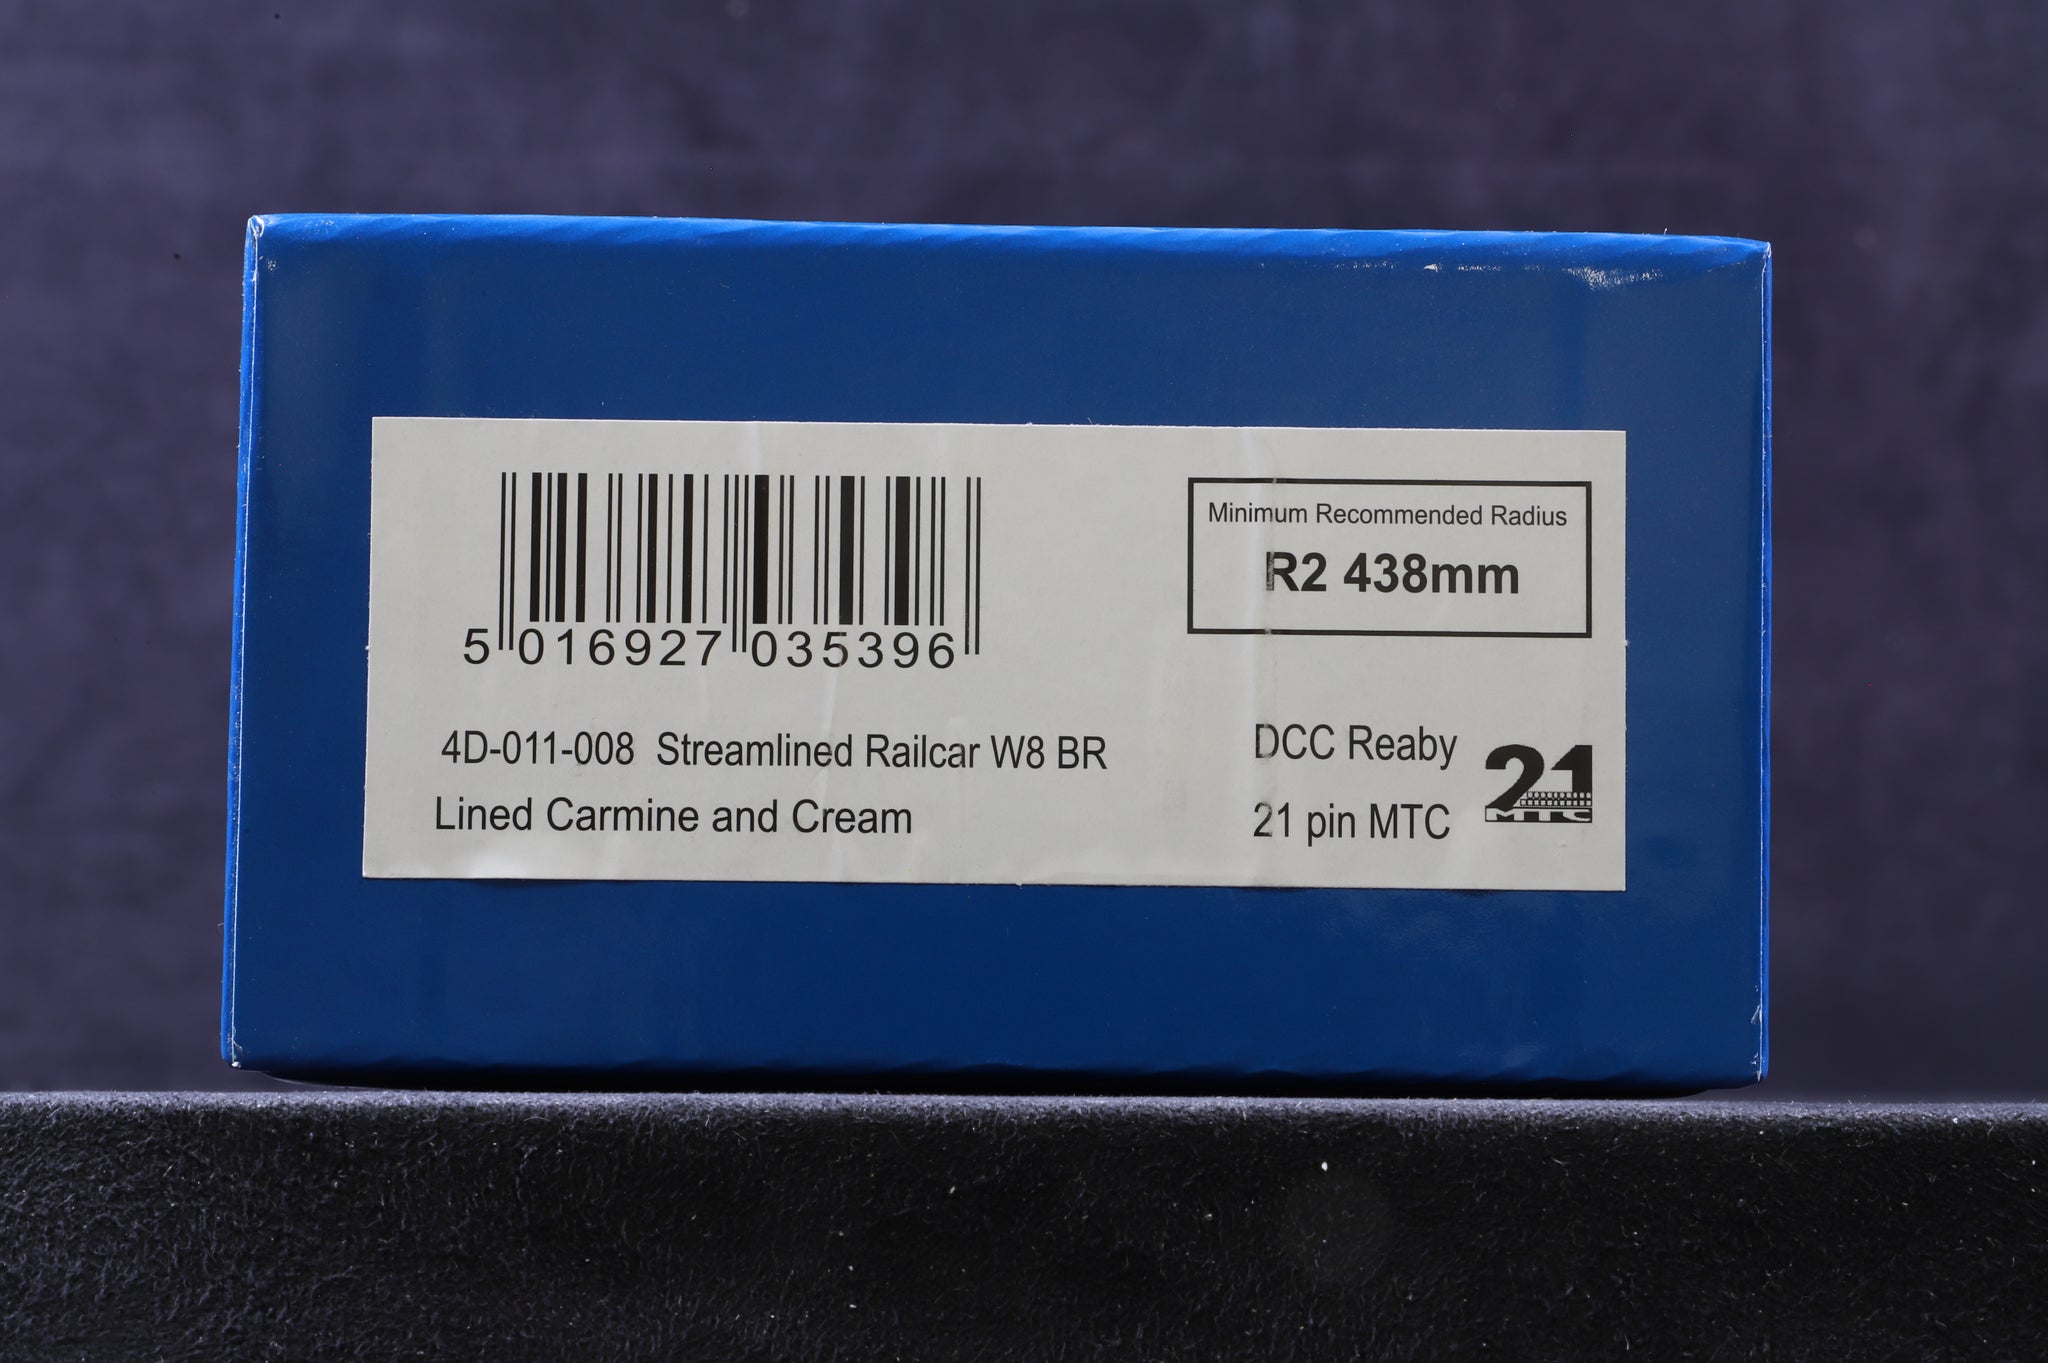 5 016927 035396
Minimum Recommended Radius
R2 438mm
4D-011-008 Streamlined Railcar W8 BR
Lined Carmine and Cream
DCC Reaby
21 pin MTC
21
MTC